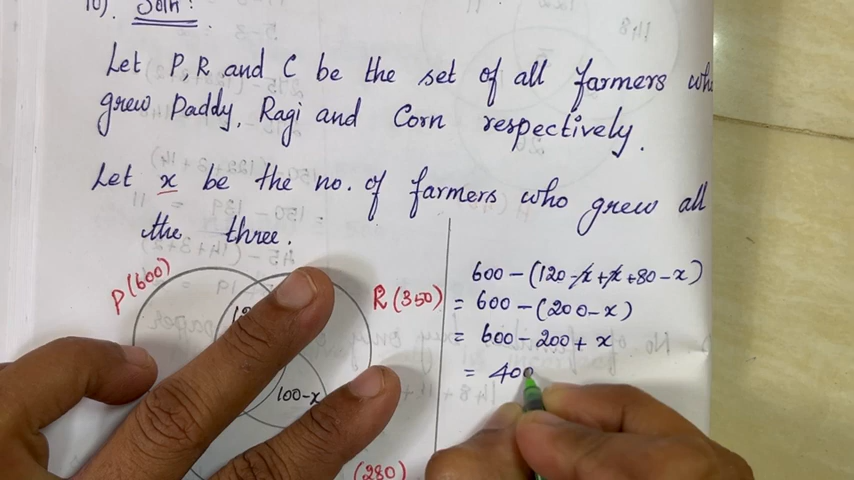 10). Soln:
Let P, R and C be the set of all farmers who
grew Paddy, Ragi and Corn respectively.
Let x be the no. of farmers who grew all
the three.
P(600)
R(350)
100-x
(280)
600 - (120-x+x+80-x)
= 600 - (200-x)
= 600 - 200 + x
= 400